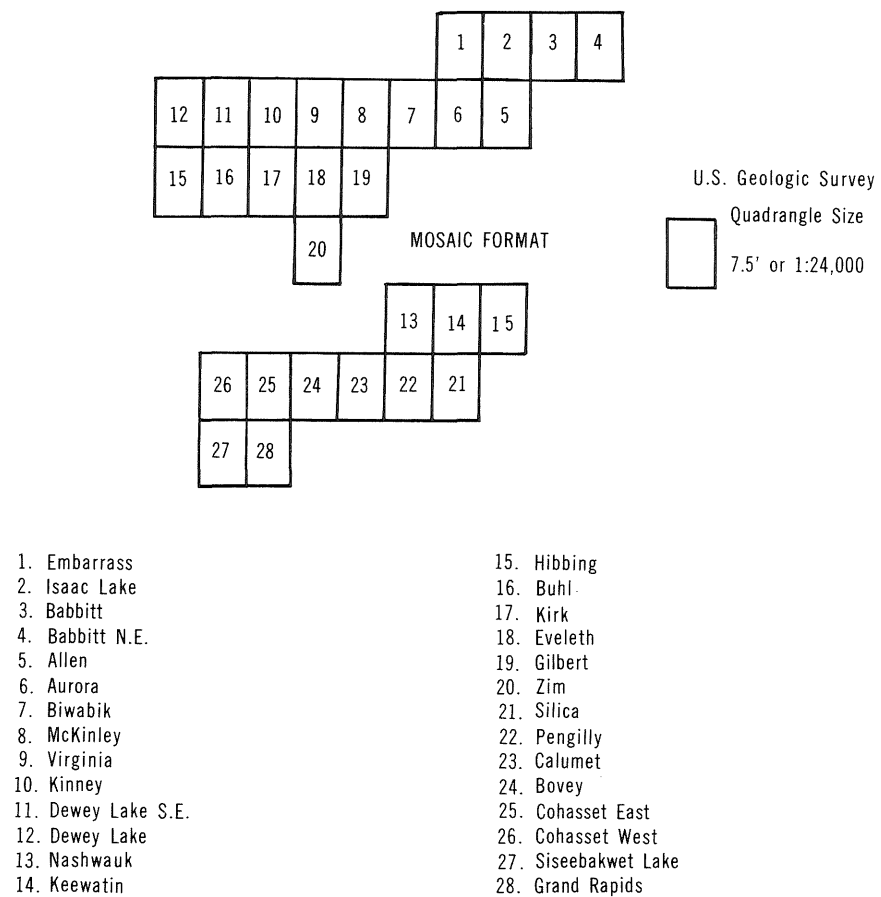 1 2 3 4
12 11 10 9 8 7 6 5
15 16 17 18 19
U.S. Geologic Survey
Quadrangle Size
7.5' or 1:24,000
20
MOSAIC FORMAT
13 14 15
26 25 24 23 22 21
27 28
1. Embarrass
2. Isaac Lake
3. Babbitt
4. Babbitt N.E.
5. Allen
6. Aurora
7. Biwabik
8. McKinley
9. Virginia
10. Kinney
11. Dewey Lake S.E.
12. Dewey Lake
13. Nashwauk
14. Keewatin
15. Hibbing
16. Buhl
17. Kirk
18. Eveleth
19. Gilbert
20. Zim
21. Silica
22. Pengilly
23. Calumet
24. Bovey
25. Cohasset East
26. Cohasset West
27. Siseebakwet Lake
28. Grand Rapids